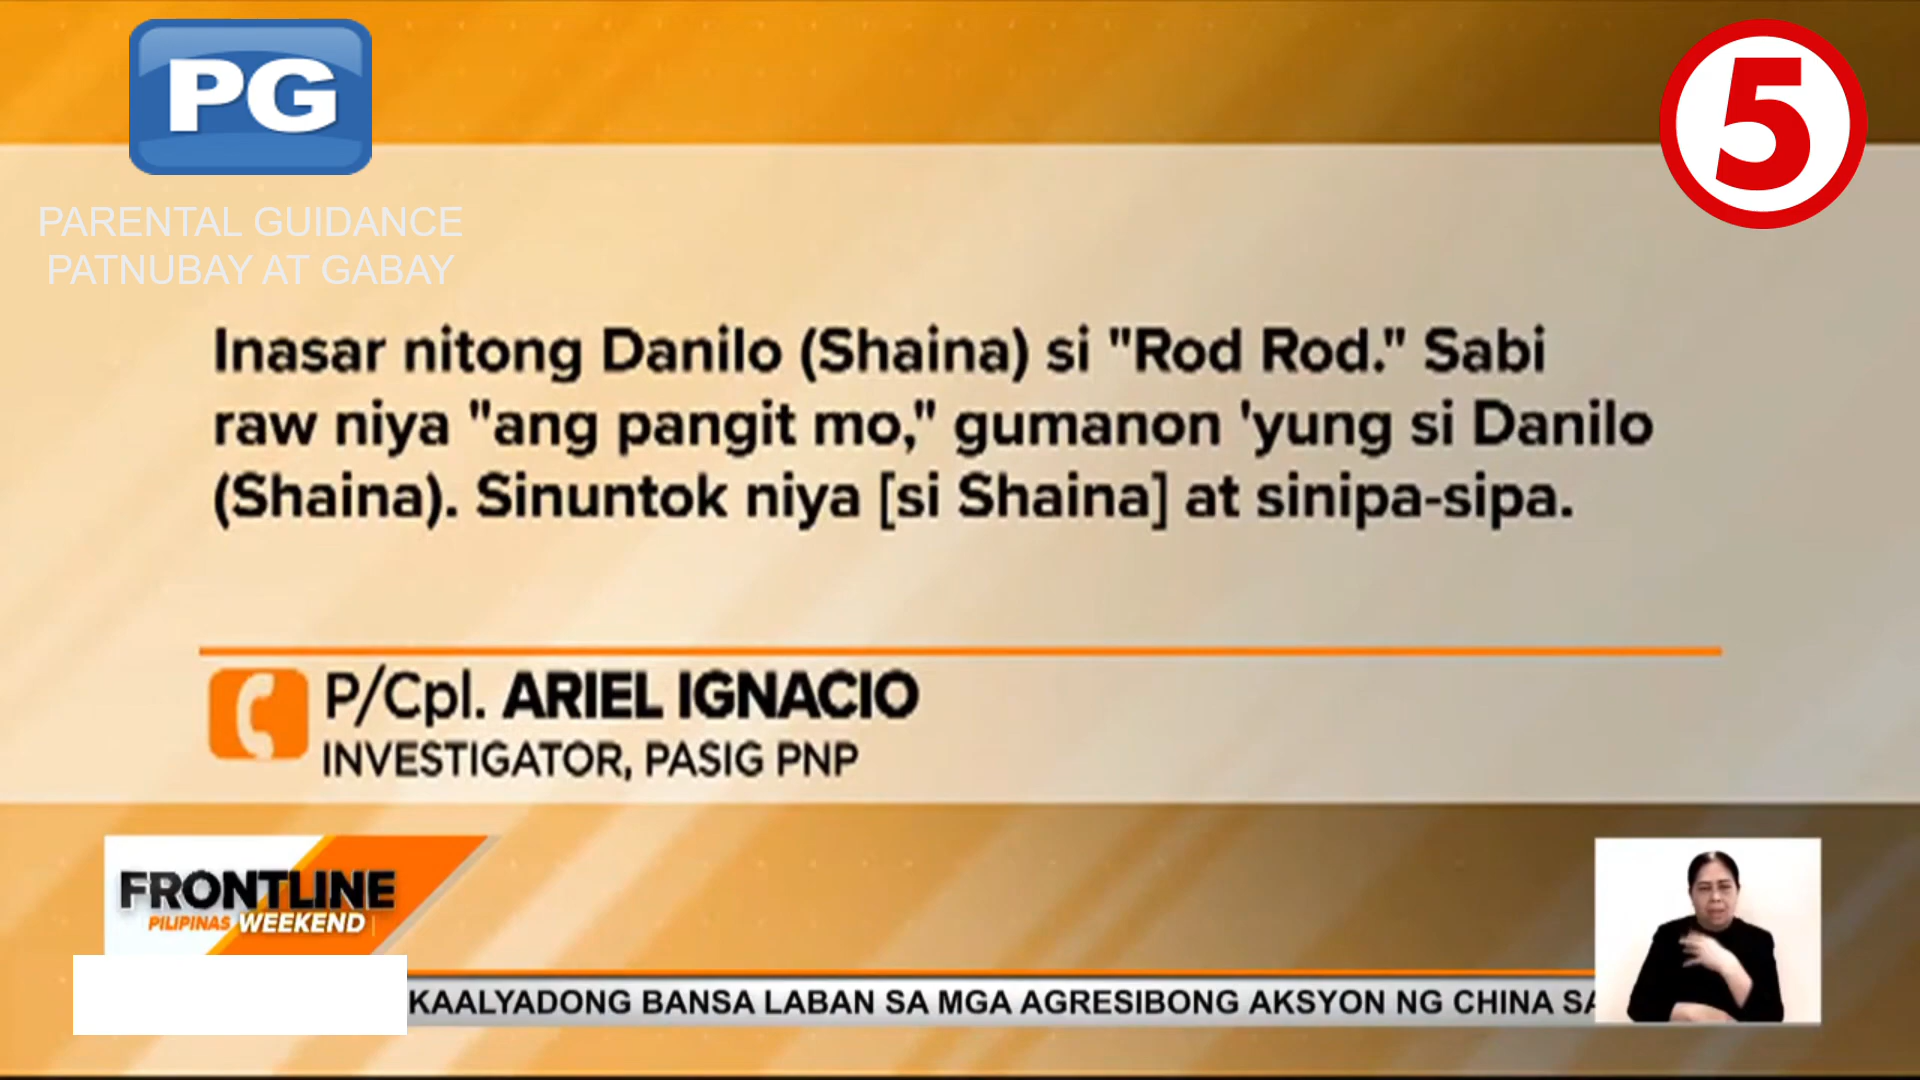 PG
5
PARENTAL GUIDANCE
PATNUBAY AT GABAY
Inasar nitong Danilo (Shaina) si "Rod Rod." Sabi
raw niya "ang pangit mo," gumanon 'yung si Danilo
(Shaina). Sinuntok niya [si Shaina] at sinipa-sipa.
P/Cpl. ARIEL IGNACIO
INVESTIGATOR, PASIG PNP
FRONTLINE
PILIPINAS WEEKEND
KAALYADONG BANSA LABAN SA MGA AGRESIBONG AKSYON NG CHINA SA